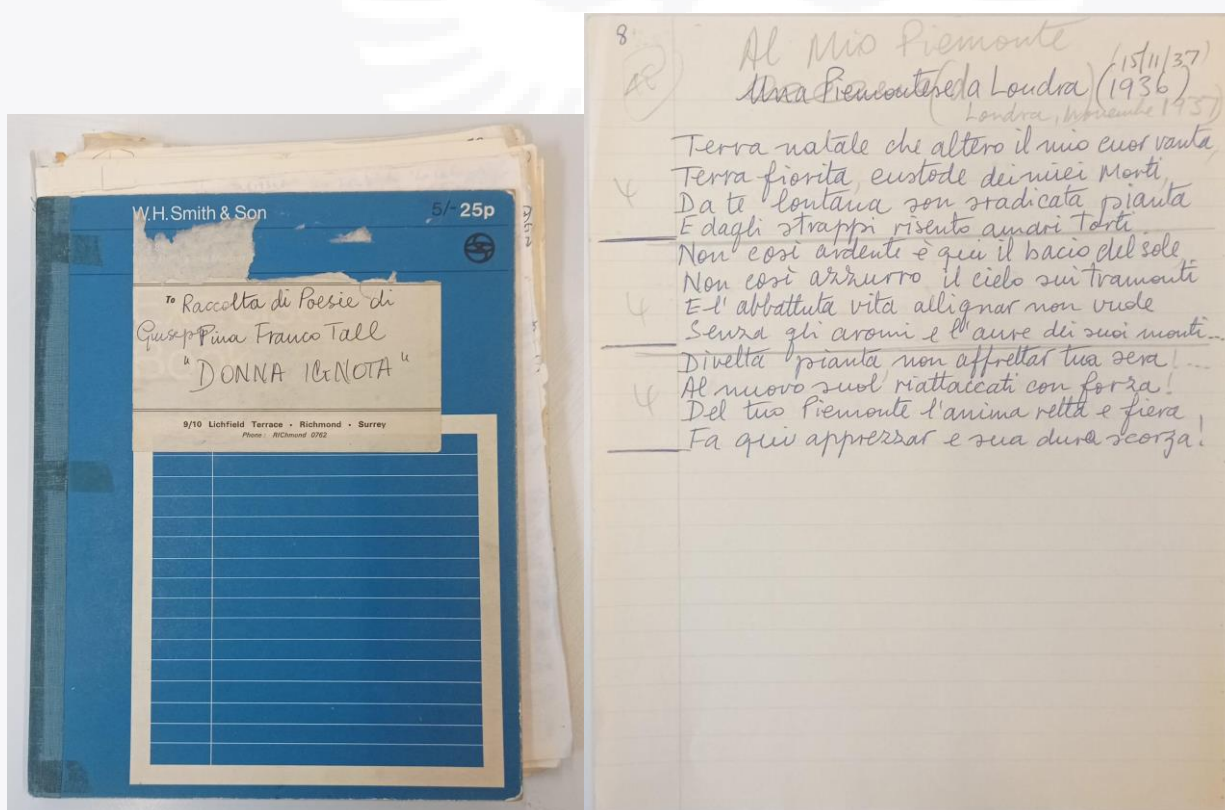 W.H. Smith & Son
5/- 25p
To Raccolta di Poesie di
Giuseppina Franco Tall
"DONNA IGNOTA"
9/10 Lichfield Terrace • Richmond • Surrey
Phone: RIChmond 0762
8
Al Mio Piemonte
(15/11/37)
Una Piemontese da Londra (1936)
Londra, novembre 1937
Terra natale che altero il mio cuor vanta,
Terra fiorita, custode dei miei Morti,
Da te lontana son sradicata pianta
E dagli strappi risento amari Torti
Non così ardente è qui il bacio del sole
Non così azzurro il cielo sui tramonti
E l'abbattuta vita allignar non vuole
Senza gli aromi e l'aure dei suoi monti...
Divelta pianta, non affrettar tua sera!...
Al nuovo suol riattaccati con forza!
Del tuo Piemonte l'anima retta e fiera
Fa qui apprezzar e sua dura scorza!